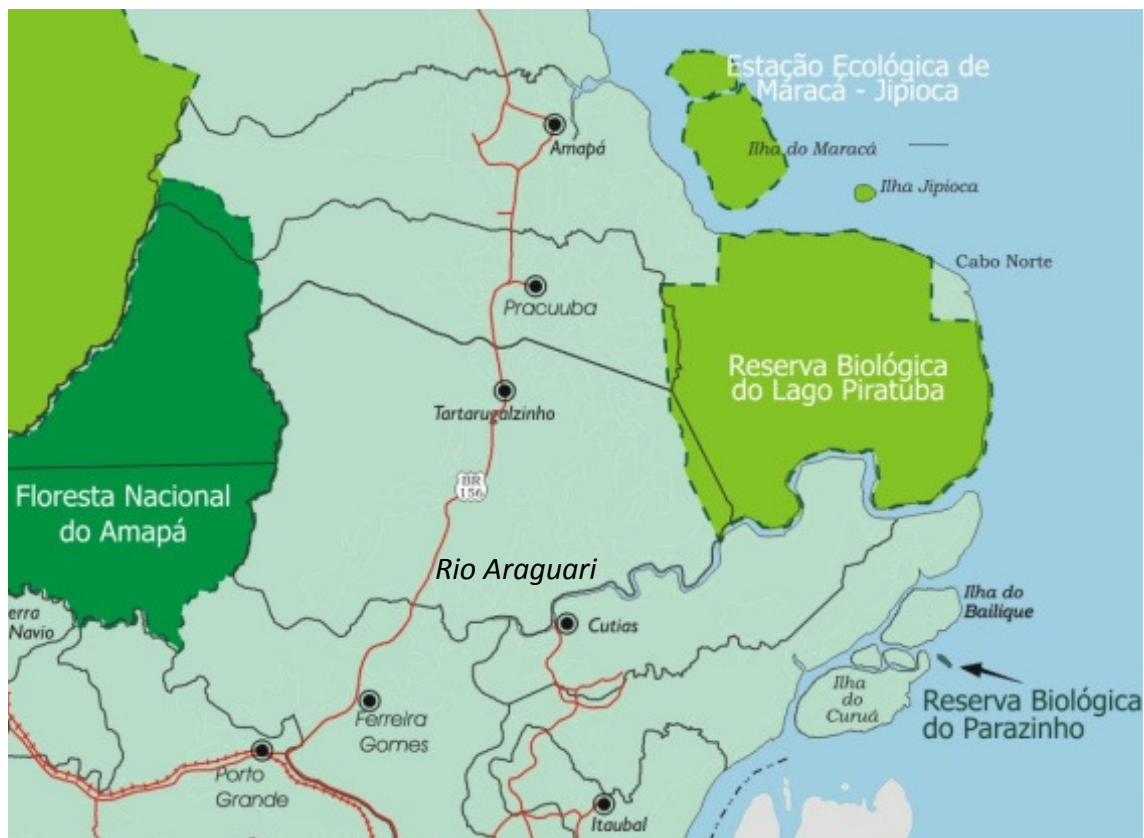 Estação Ecológica de
Maracá - Jipioca
Amapá
Ilha do Maracá
Ilha Jipioca
Cabo Norte
Pracuuba
Reserva Biológica
do Lago Piratuba
Tartarugalzinho
BR
156
Floresta Nacional
do Amapá
Rio Araguari
Ilha do
Bailique
erra
Navio
Cutias
Ilha
do
Curuá
Reserva Biológica
do Parazinho
Ferreira
Gomes
Porto
Grande
Itaubal